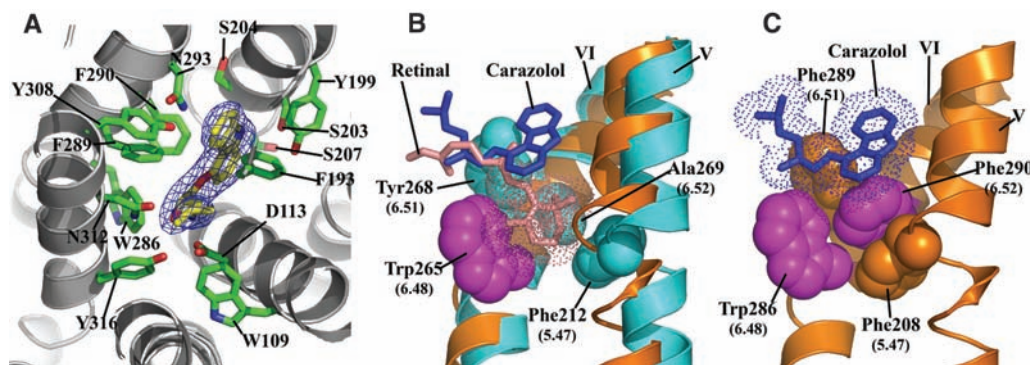 A
S204
N293
F290
Y308
Y199
S203
F289
S207
F193
D113
N312
W286
Y316
W109
B
VI
Carazolol
V
Retinal
Tyr268
(6.51)
Ala269
(6.52)
Trp265
(6.48)
Phe212
(5.47)
C
Carazolol
VI
Phe289
(6.51)
V
Phe290
(6.52)
Trp286
(6.48)
Phe208
(5.47)